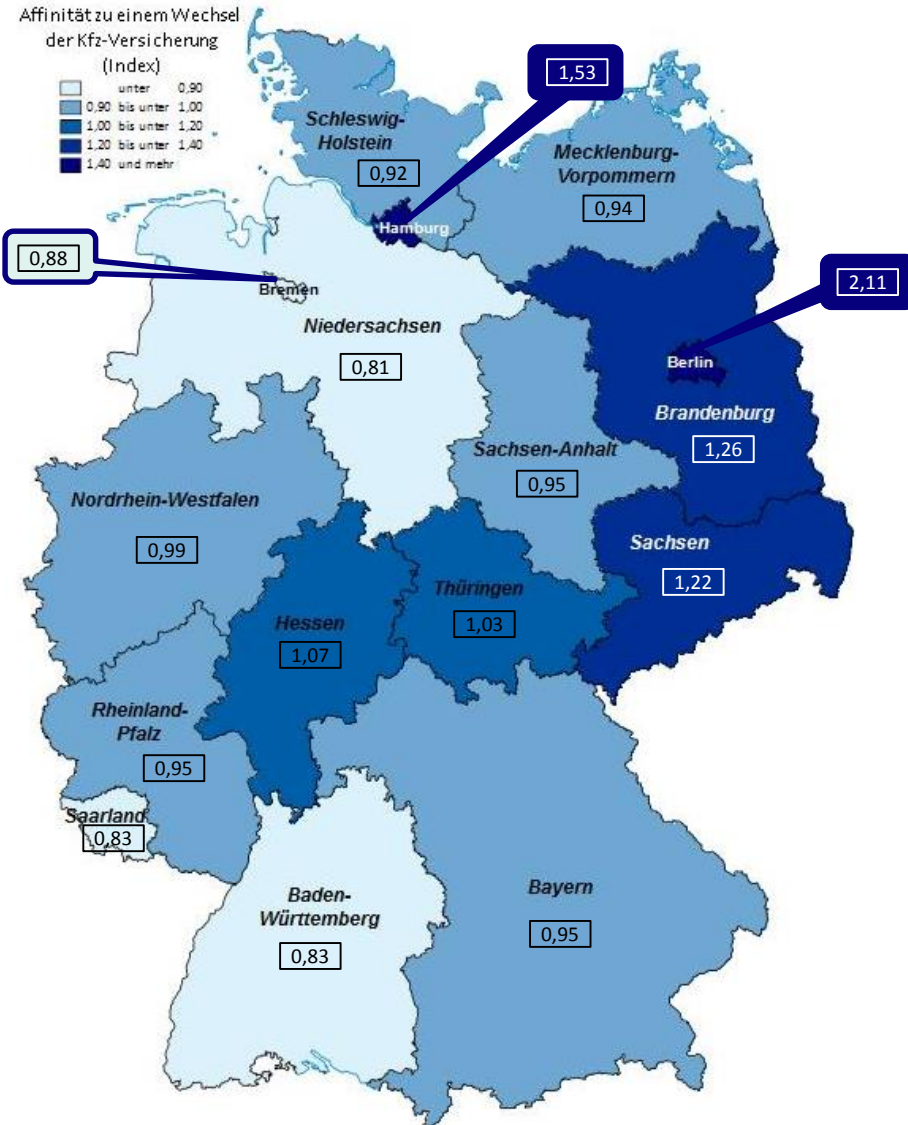 Affinität zu einem Wechsel
der Kfz-Versicherung
(Index)
unter 0,90
0,90 bis unter 1,00
1,00 bis unter 1,20
1,20 bis unter 1,40
1,40 und mehr
1,53
Schleswig-
Holstein
0,92
Mecklenburg-
Vorpommern
0,94
Hamburg
0,88
Bremen
2,11
Niedersachsen
0,81
Berlin
Brandenburg
1,26
Sachsen-Anhalt
0,95
Nordrhein-Westfalen
0,99
Sachsen
1,22
Thüringen
1,03
Hessen
1,07
Rheinland-
Pfalz
0,95
Saarland
0,83
Baden-
Württemberg
0,83
Bayern
0,95